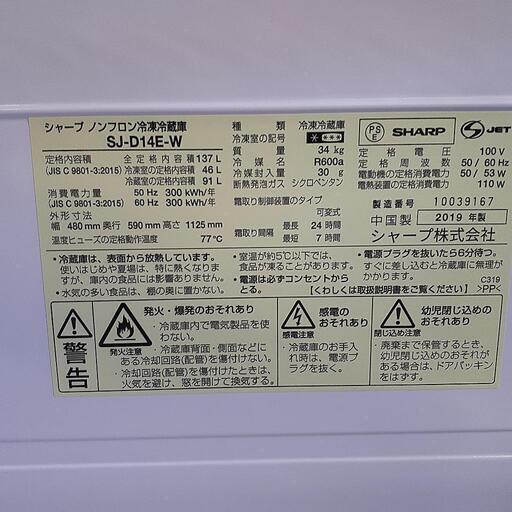 シャープ ノンフロン冷凍冷蔵庫
SJ-D14E-W
定格内容積 全定格内容積 137 L
(JIS C 9801-3:2015) 冷凍室の定格内容積 46 L
冷蔵室の定格内容積 91 L
消費電力量 50 Hz 300 kWh/年
(JIS C 9801-3:2015) 60 Hz 300 kWh/年
外形寸法
幅 480 mm 奥行 590 mm 高さ 1125 mm
温度ヒューズの定格動作温度 77℃
種類 冷凍冷蔵庫
冷凍室の記号 ****
質量 34 kg
冷媒名 R600a
冷媒封入量 30 g
断熱発泡ガス シクロペンタン
霜取り制御装置のタイプ
可変式
霜取り間隔 最長 24 時間
最短 7 時間
PS
E
SHARP
S JET
定格電圧 100 V
定格周波数 50 / 60 Hz
電動機の定格消費電力 50 / 53 W
電熱装置の定格消費電力 110 W
製造番号 10039167
中国製 2019 年製
シャープ株式会社
・冷蔵庫は、表面から放熱しています。
使いはじめや夏場は、特に熱くなりま
すが、庫内の食品には影響ありません。
・水気の多い食品は、棚の奥に置かない。
・室温が約5℃以下では、
食品が凍ることがあります。
・電源は必ずコンセントから
とる。
・電源プラグを抜いたら6分待つ。
すぐに差し込むと冷蔵庫に無理が
かかります。
【くわしくは取扱説明書をご覧ください】
C319
>PP<
警告
発火注意
発火・爆発のおそれあり
・冷蔵庫内で電気製品を使
わない。
・冷蔵庫背面・側面などに
ある冷却回路(配管)を傷つけない。
・冷却回路(配管)を傷つけたときは、
火気を避け、窓を開けて換気する。
感電注意
感電の
おそれあり
・冷蔵庫のお手入
れ時は、電源プ
ラグを抜く。
閉じ込め注意
幼児閉じ込めの
おそれあり
・廃棄まで保管するとき、
幼児閉じ込めのおそれが
ある場合は、ドアパッキン
をはずす。